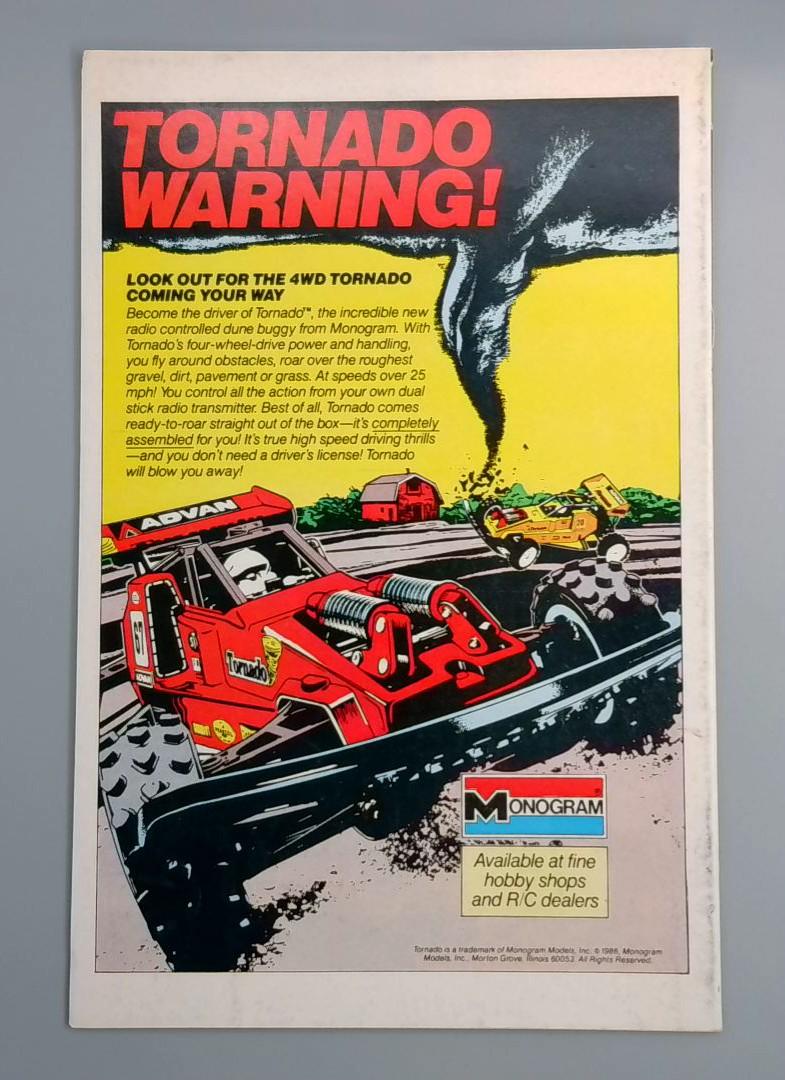 TORNADO
WARNING!
LOOK OUT FOR THE 4WD TORNADO
COMING YOUR WAY
Become the driver of Tornado™, the incredible new
radio controlled dune buggy from Monogram. With
Tornado's four-wheel-drive power and handling,
you fly around obstacles, roar over the roughest
gravel, dirt, pavement or grass. At speeds over 25
mph! You control all the action from your own dual
stick radio transmitter. Best of all, Tornado comes
ready-to-roar straight out of the box—it's completely
assembled for you! It's true high speed driving thrills
—and you don't need a driver's license! Tornado
will blow you away!
ADVAN
20
67
ADVAN
Tornado
MONOGRAM®
Available at fine
hobby shops
and R/C dealers
Tornado is a trademark of Monogram Models, Inc. © 1986, Monogram
Models, Inc., Morton Grove, Illinois 60053. All Rights Reserved.